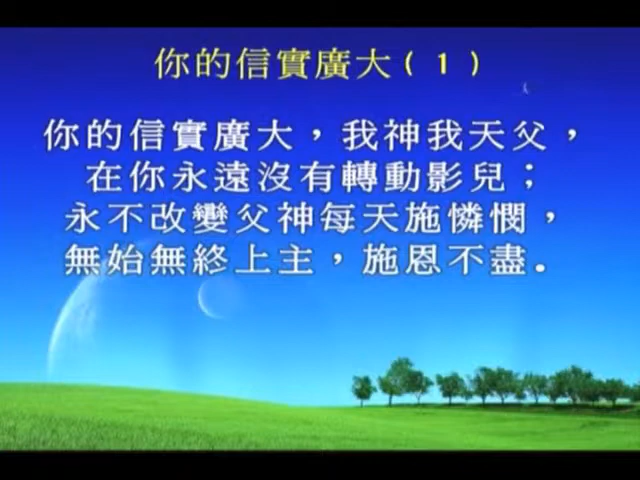 你的信實廣大(1)
你的信實廣大，我神我天父，
在你永遠沒有轉動影兒；
永不改變父神每天施憐憫，
無始無終上主，施恩不盡.